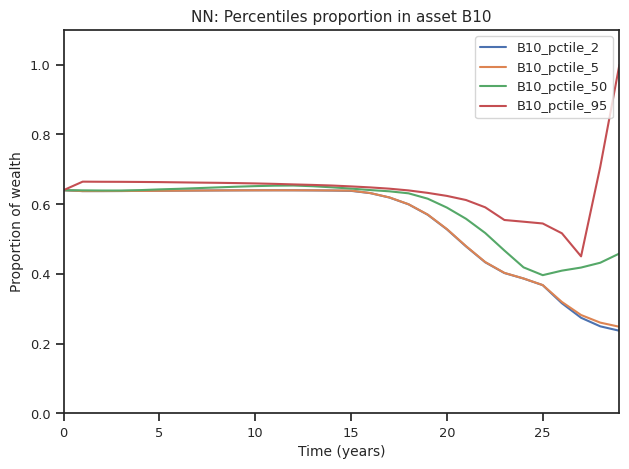 NN: Percentiles proportion in asset B10
B10_pctile_2
B10_pctile_5
B10_pctile_50
B10_pctile_95
Proportion of wealth
1.0
0.8
0.6
0.4
0.2
0.0
0 5 10 15 20 25
Time (years)